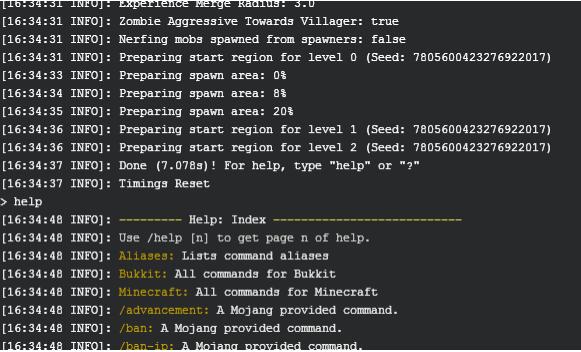 [16:34:31 INFO]: Experience Merge Radius: 3.0
[16:34:31 INFO]: Zombie Aggressive Towards Villager: true
[16:34:31 INFO]: Nerfing mobs spawned from spawners: false
[16:34:31 INFO]: Preparing start region for level 0 (Seed: 7805600423276922017)
[16:34:33 INFO]: Preparing spawn area: 0%
[16:34:34 INFO]: Preparing spawn area: 8%
[16:34:35 INFO]: Preparing spawn area: 20%
[16:34:36 INFO]: Preparing start region for level 1 (Seed: 7805600423276922017)
[16:34:36 INFO]: Preparing start region for level 2 (Seed: 7805600423276922017)
[16:34:37 INFO]: Done (7.078s)! For help, type "help" or "?"
[16:34:37 INFO]: Timings Reset
> help
[16:34:48 INFO]: --------- Help: Index ---------------------------
[16:34:48 INFO]: Use /help [n] to get page n of help.
[16:34:48 INFO]: Aliases: Lists command aliases
[16:34:48 INFO]: Bukkit: All commands for Bukkit
[16:34:48 INFO]: Minecraft: All commands for Minecraft
[16:34:48 INFO]: /advancement: A Mojang provided command.
[16:34:48 INFO]: /ban: A Mojang provided command.
[16:34:48 INFO]: /ban-ip: A Mojang provided command.